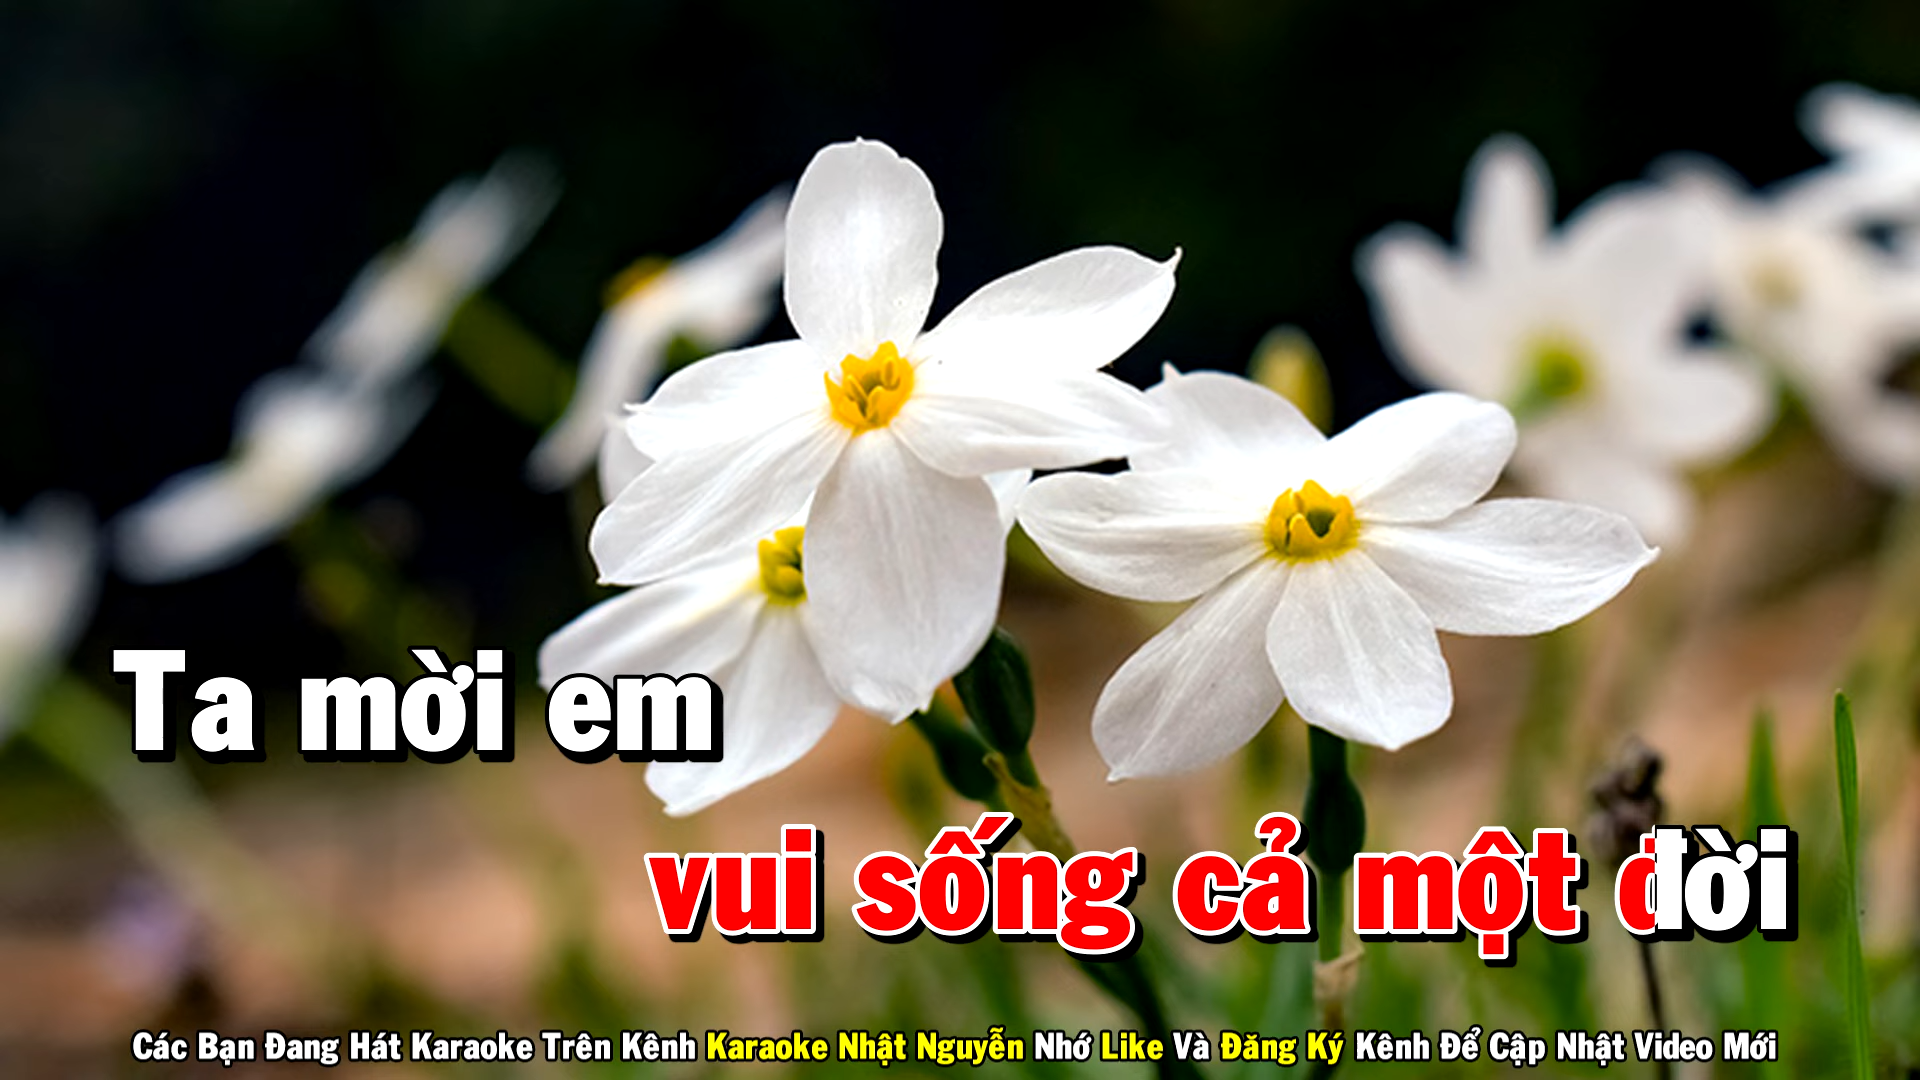 Ta mời em
vui sống cả một đời
Các Bạn Đang Hát Karaoke Trên Kênh Karaoke Nhật Nguyễn Nhớ Like Và Đăng Ký Kênh Để Cập Nhật Video Mới